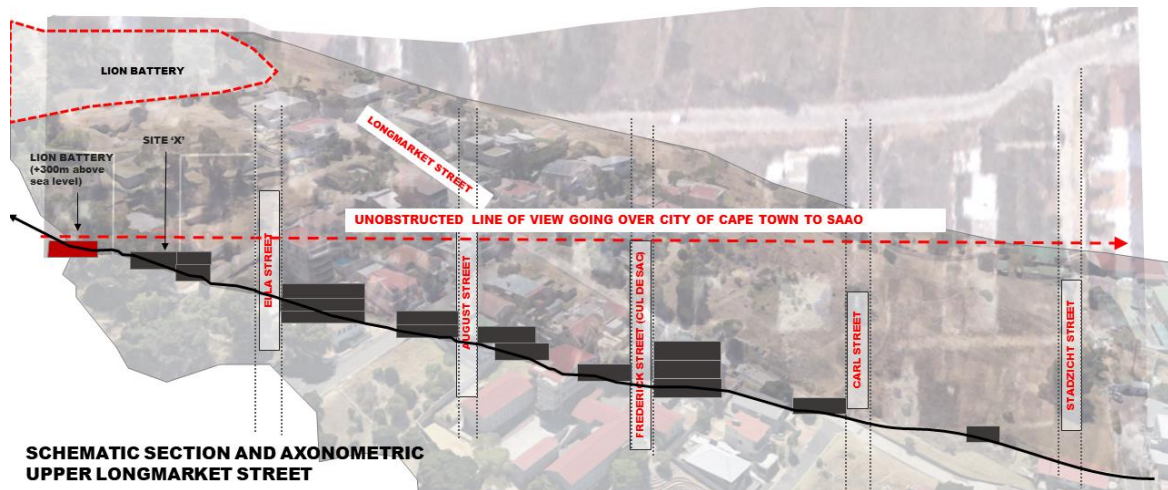 LION BATTERY
SITE ‘X’
LION BATTERY
(+300m above
sea level)
LONGMARKET STREET
UNOBSTRUCTED LINE OF VIEW GOING OVER CITY OF CAPE TOWN TO SAAO
ELLA STREET
AUGUST STREET
FREDERICK STREET (CUL DE SAC)
CARL STREET
STADZICHT STREET
SCHEMATIC SECTION AND AXONOMETRIC
UPPER LONGMARKET STREET